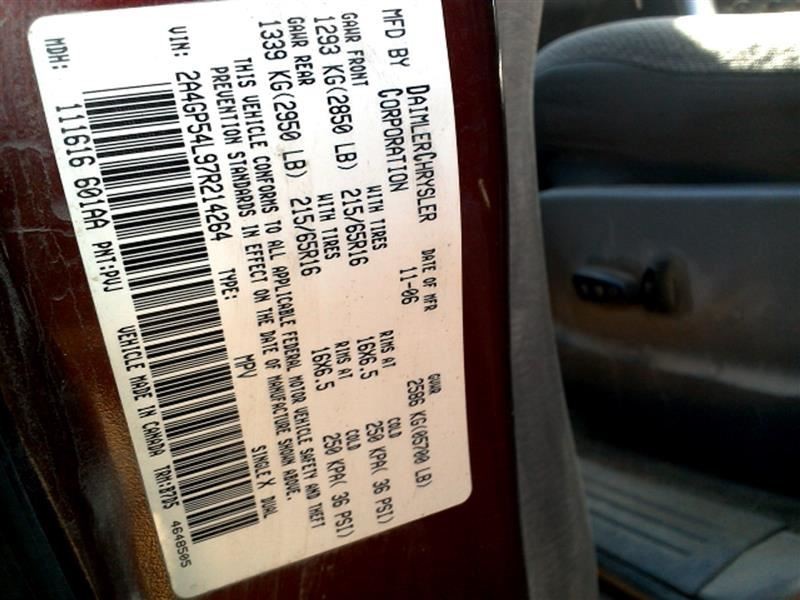 MFD BY DAIMLERCHRYSLER CORPORATION DATE OF MFR 11-06 GVWR 2586 KG(05700 LB)
GAWR FRONT WITH TIRES RIMS AT COLD
1293 KG(2850 LB) 215/65R16 16X6.5 250 KPA( 36 PSI)
GAWR REAR WITH TIRES RIMS AT COLD
1339 KG(2950 LB) 215/65R16 16X6.5 250 KPA( 36 PSI)
THIS VEHICLE CONFORMS TO ALL APPLICABLE FEDERAL MOTOR VEHICLE SAFETY AND THEFT
PREVENTION STANDARDS IN EFFECT ON THE DATE OF MANUFACTURE SHOWN ABOVE.
VIN: 2A4GP54L97R214264 TYPE: MPV SINGLE X DUAL
MDH: 111616 601AA PNT:PVJ VEHICLE MADE IN CANADA TRM:B7D5 4648505